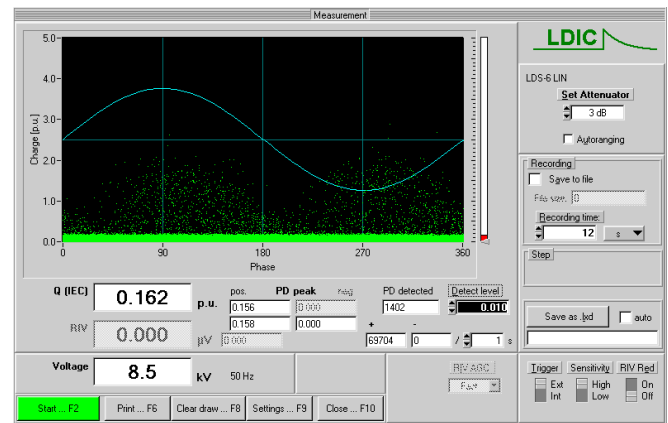 Measurement
5.0
4.0
3.0
2.0
1.0
0.0
Charge [p.u.]
0 90 180 270 360
Phase
LDIC
LDS-6 LIN
Set Attenuator
3 dB
Autoranging
Recording
Save to file
File size: 0
Recording time:
12 s
Step
Save as .lxd auto
Q (IEC) 0.162 p.u.
RIV 0.000 µV
pos. PD peak neg
0.156 0.000
0.158 0.000
0.000
PD detected
1402
Detect level
0.010
+ -
69704 0 / 1 s
Voltage 8.5 kV 50 Hz
RIV AGC
Start ... F2 Print ... F6 Clear draw ... F8 Settings ... F9 Close ... F10
Trigger Sensitivity RIV Red
Ext High On
Int Low Off